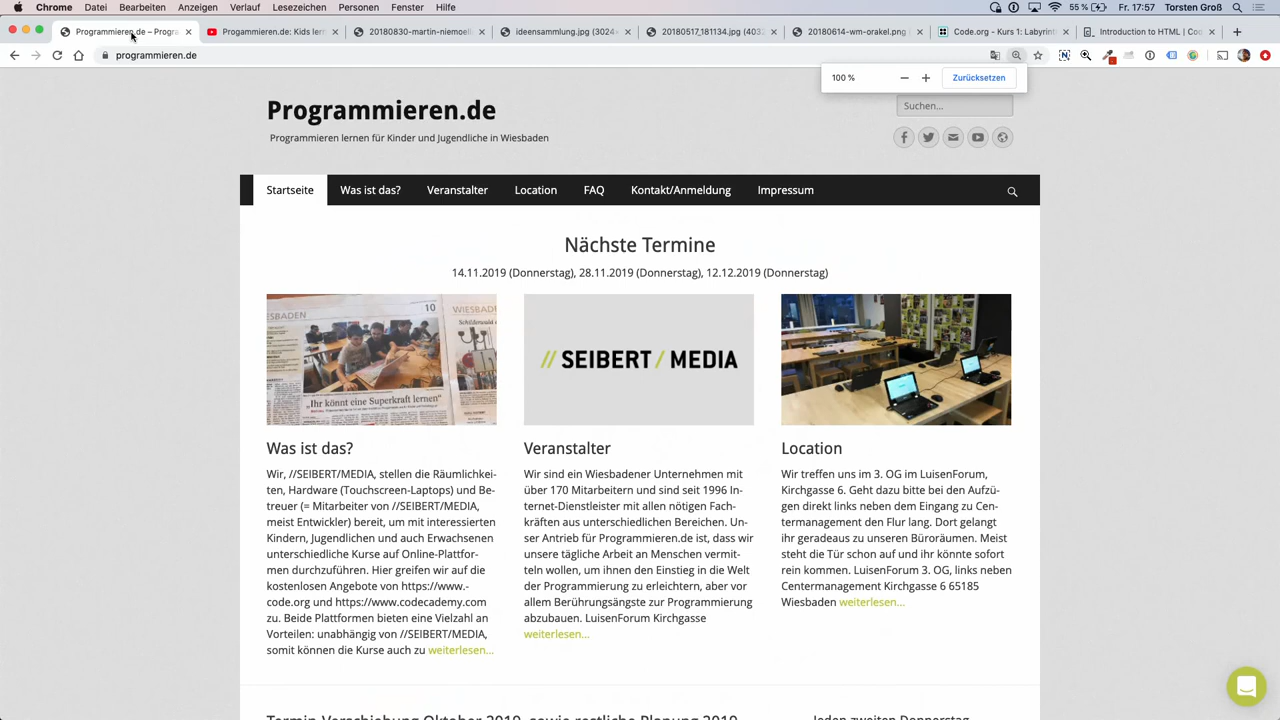 Chrome Datei Bearbeiten Anzeigen Verlauf Lesezeichen Personen Fenster Hilfe 55 % Fr. 17:57 Torsten Groß
Programmieren.de – Progra Progammieren.de: Kids ler 20180830-martin-niemoell ideensammlung.jpg (3024× 20180517_181134.jpg (403 20180614-wm-orakel.png Code.org - Kurs 1: Labyrint Introduction to HTML | Co
programmieren.de
100 % Zurücksetzen
Programmieren.de
Suchen...
Programmieren lernen für Kinder und Jugendliche in Wiesbaden
Startseite Was ist das? Veranstalter Location FAQ Kontakt/Anmeldung Impressum
Nächste Termine
14.11.2019 (Donnerstag), 28.11.2019 (Donnerstag), 12.12.2019 (Donnerstag)
ESBADEN 10 WIESBAD
„Ihr könnt eine Superkraft lernen“
// SEIBERT / MEDIA
Was ist das?
Wir, //SEIBERT/MEDIA, stellen die Räumlichkei-
ten, Hardware (Touchscreen-Laptops) und Be-
treuer (= Mitarbeiter von //SEIBERT/MEDIA,
meist Entwickler) bereit, um mit interessierten
Kindern, Jugendlichen und auch Erwachsenen
unterschiedliche Kurse auf Online-Plattfor-
men durchzuführen. Hier greifen wir auf die
kostenlosen Angebote von https://www.-
code.org und https://www.codecademy.com
zu. Beide Plattformen bieten eine Vielzahl an
Vorteilen: unabhängig von //SEIBERT/MEDIA,
somit können die Kurse auch zu weiterlesen...
Veranstalter
Wir sind ein Wiesbadener Unternehmen mit
über 170 Mitarbeitern und sind seit 1996 In-
ternet-Dienstleister mit allen nötigen Fach-
kräften aus unterschiedlichen Bereichen. Un-
ser Antrieb für Programmieren.de ist, dass wir
unsere tägliche Arbeit an Menschen vermit-
teln wollen, um ihnen den Einstieg in die Welt
der Programmierung zu erleichtern, aber vor
allem Berührungsängste zur Programmierung
abzubauen. LuisenForum Kirchgasse
weiterlesen...
Location
Wir treffen uns im 3. OG im LuisenForum,
Kirchgasse 6. Geht dazu bitte bei den Aufzü-
gen direkt links neben dem Eingang zu Cen-
termanagement den Flur lang. Dort gelangt
ihr geradeaus zu unseren Büroräumen. Meist
steht die Tür schon auf und ihr könnte sofort
rein kommen. LuisenForum 3. OG, links neben
Centermanagement Kirchgasse 6 65185
Wiesbaden weiterlesen...
Termin-Verschiebung Oktober 2019, sowie restliche Planung 2019
Jeden zweiten Donnerstag